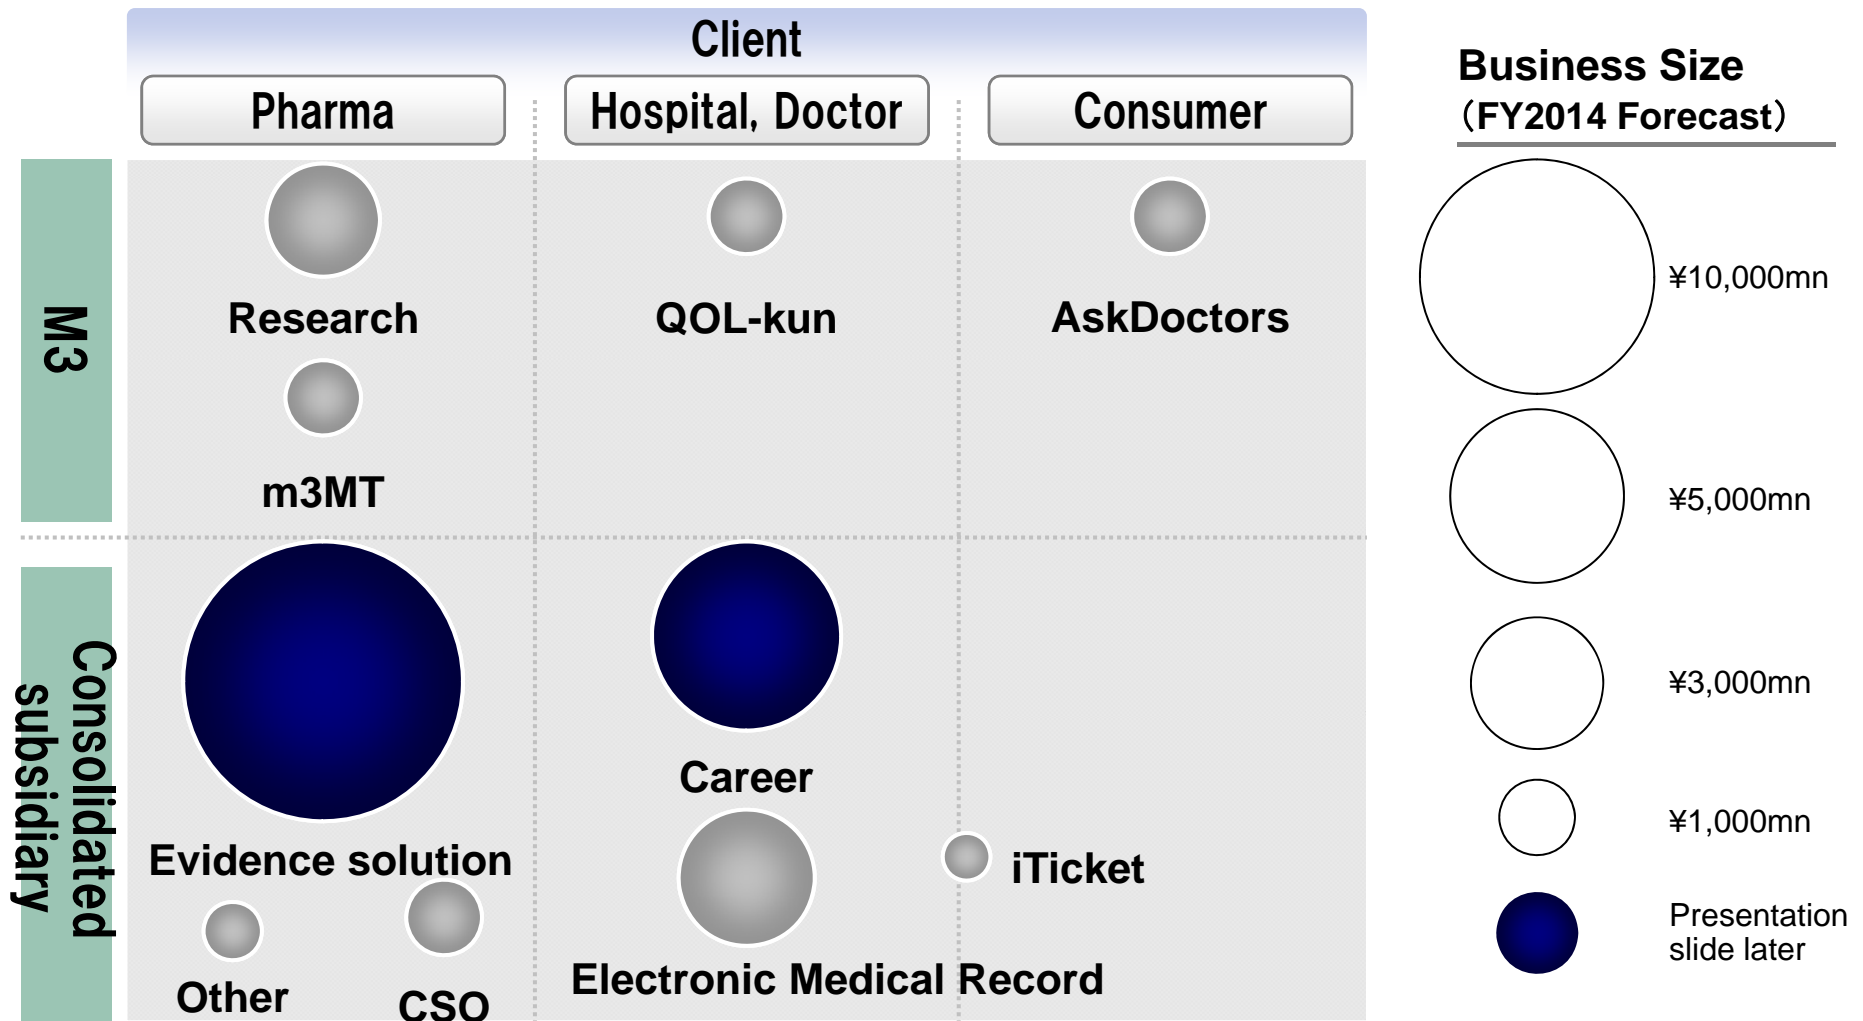 Client
Pharma
Hospital, Doctor
Consumer
Business Size
（FY2014 Forecast）
M3
Research
QOL-kun
AskDoctors
m3MT
¥10,000mn
¥5,000mn
¥3,000mn
¥1,000mn
Presentation
slide later
Consolidated
subsidiary
Evidence solution
Career
iTicket
Other
CSO
Electronic Medical Record